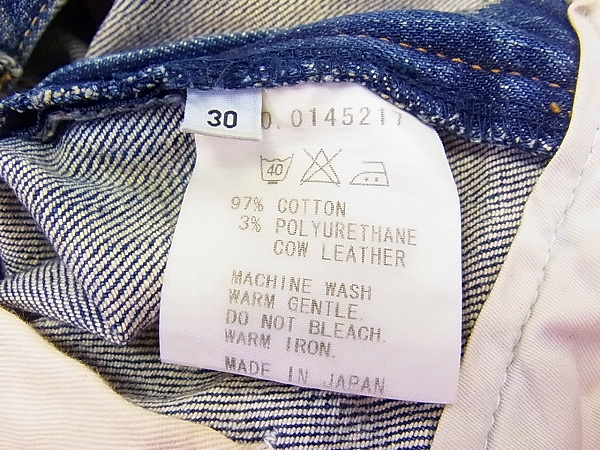 30
0.0145217
40
97% COTTON
3% POLYURETHANE
COW LEATHER
MACHINE WASH
WARM GENTLE.
DO NOT BLEACH.
WARM IRON.
MADE IN JAPAN